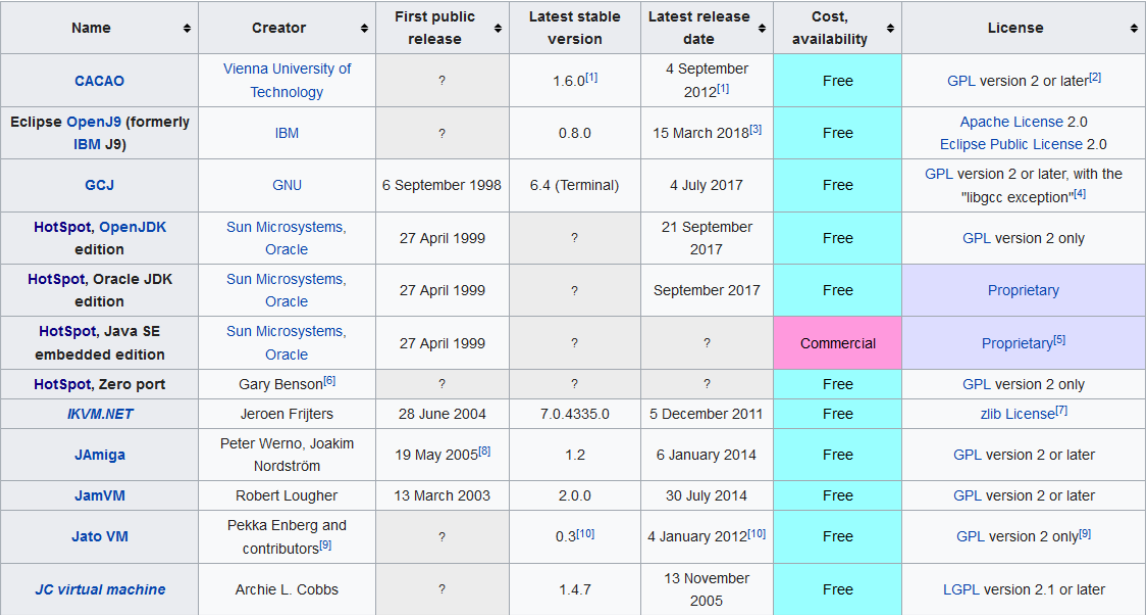 Name Creator First public release Latest stable version Latest release date Cost, availability License
CACAO Vienna University of Technology ? 1.6.0[1] 4 September 2012[1] Free GPL version 2 or later[2]
Eclipse OpenJ9 (formerly IBM J9) IBM ? 0.8.0 15 March 2018[3] Free Apache License 2.0 Eclipse Public License 2.0
GCJ GNU 6 September 1998 6.4 (Terminal) 4 July 2017 Free GPL version 2 or later, with the "libgcc exception"[4]
HotSpot, OpenJDK edition Sun Microsystems, Oracle 27 April 1999 ? 21 September 2017 Free GPL version 2 only
HotSpot, Oracle JDK edition Sun Microsystems, Oracle 27 April 1999 ? September 2017 Free Proprietary
HotSpot, Java SE embedded edition Sun Microsystems, Oracle 27 April 1999 ? ? Commercial Proprietary[5]
HotSpot, Zero port Gary Benson[6] ? ? ? Free GPL version 2 only
IKVM.NET Jeroen Frijters 28 June 2004 7.0.4335.0 5 December 2011 Free zlib License[7]
JAmiga Peter Werno, Joakim Nordström 19 May 2005[8] 1.2 6 January 2014 Free GPL version 2 or later
JamVM Robert Lougher 13 March 2003 2.0.0 30 July 2014 Free GPL version 2 or later
Jato VM Pekka Enberg and contributors[9] ? 0.3[10] 4 January 2012[10] Free GPL version 2 only[9]
JC virtual machine Archie L. Cobbs ? 1.4.7 13 November 2005 Free LGPL version 2.1 or later